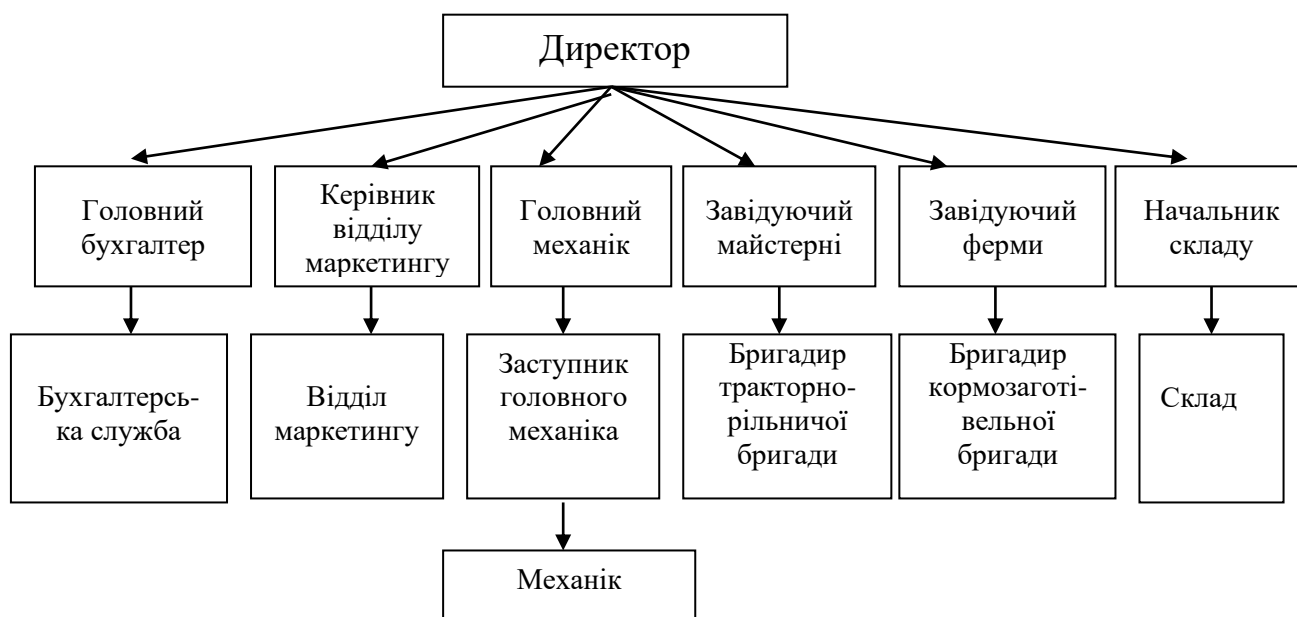 Директор
Головний
бухгалтер
Керівник
відділу
маркетингу
Головний
механік
Завідуючий
майстерні
Завідуючий
ферми
Начальник
складу
Бухгалтерсь-
ка служба
Відділ
маркетингу
Заступник
головного
механіка
Бригадир
тракторно-
рільничої
бригади
Бригадир
кормозаготі-
вельної
бригади
Склад
Механік